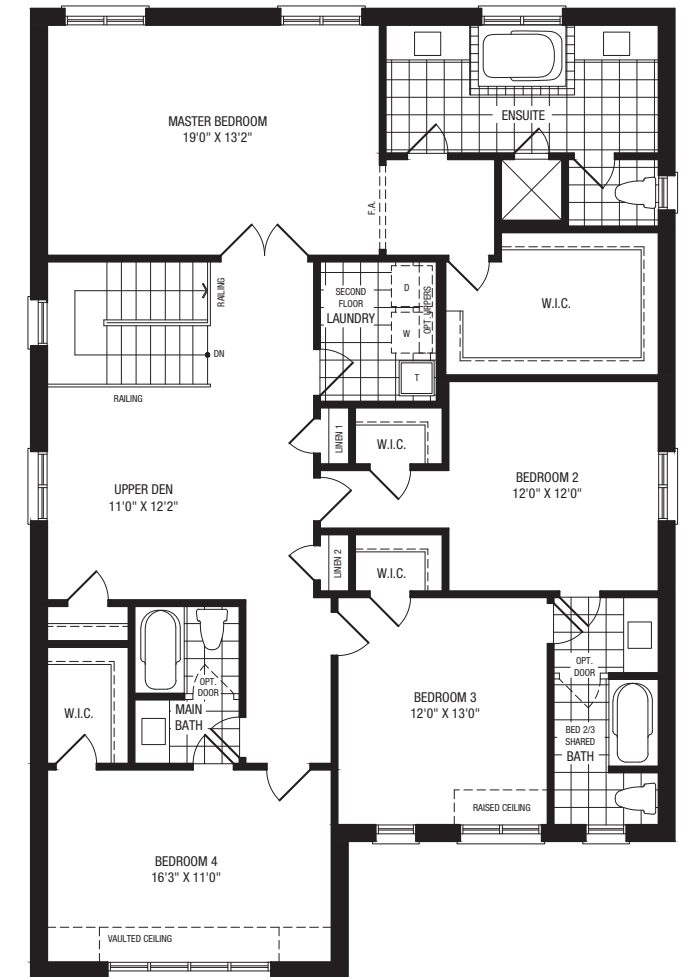 MASTER BEDROOM
19'0" X 13'2"
ENSUITE
F.A.
W.I.C.
RAILING
DN
RAILING
SECOND
FLOOR
LAUNDRY
D
W
T
OPT. UPPERS
LINEN 1
W.I.C.
BEDROOM 2
12'0" X 12'0"
UPPER DEN
11'0" X 12'2"
LINEN 2
W.I.C.
OPT.
DOOR
MAIN
BATH
W.I.C.
BEDROOM 3
12'0" X 13'0"
OPT.
DOOR
BED 2/3
SHARED
BATH
RAISED CEILING
BEDROOM 4
16'3" X 11'0"
VAULTED CEILING